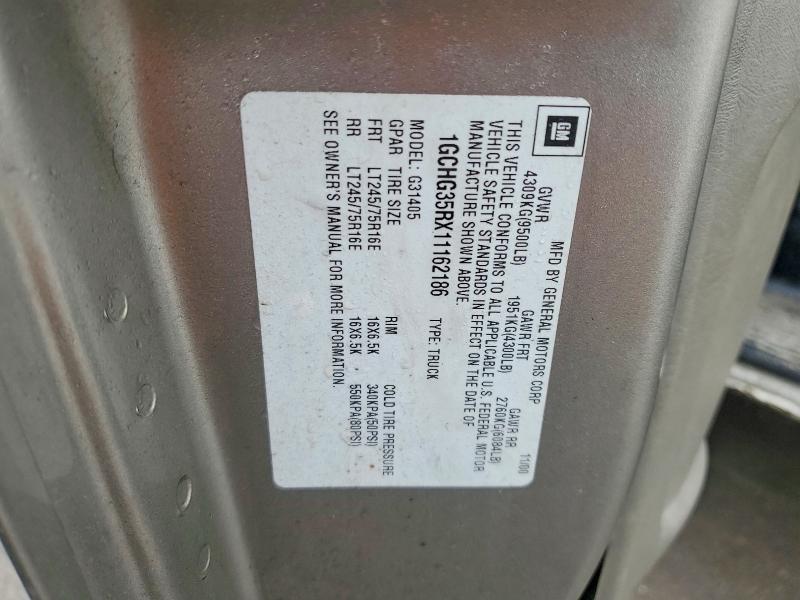 GM
MFD BY GENERAL MOTORS CORP 11/00
GVWR GAWR FRT GAWR RR
4309KG(9500LB) 1951KG(4300LB) 2760KG(6084LB)
THIS VEHICLE CONFORMS TO ALL APPLICABLE U.S. FEDERAL MOTOR
VEHICLE SAFETY STANDARDS IN EFFECT ON THE DATE OF
MANUFACTURE SHOWN ABOVE.
1GCHG35RX11162186 TYPE: TRUCK
MODEL: G31405
GPAR TIRE SIZE RIM COLD TIRE PRESSURE
FRT LT245/75R16E 16X6.5K 340KPA(50PSI)
RR LT245/75R16E 16X6.5K 550KPA(80PSI)
SEE OWNER'S MANUAL FOR MORE INFORMATION.